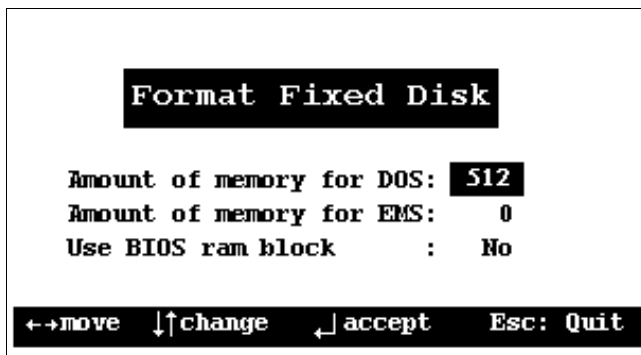 Format Fixed Disk
Amount of memory for DOS: 512
Amount of memory for EMS: 0
Use BIOS ram block : No
←→move ↓↑change ↵accept Esc: Quit